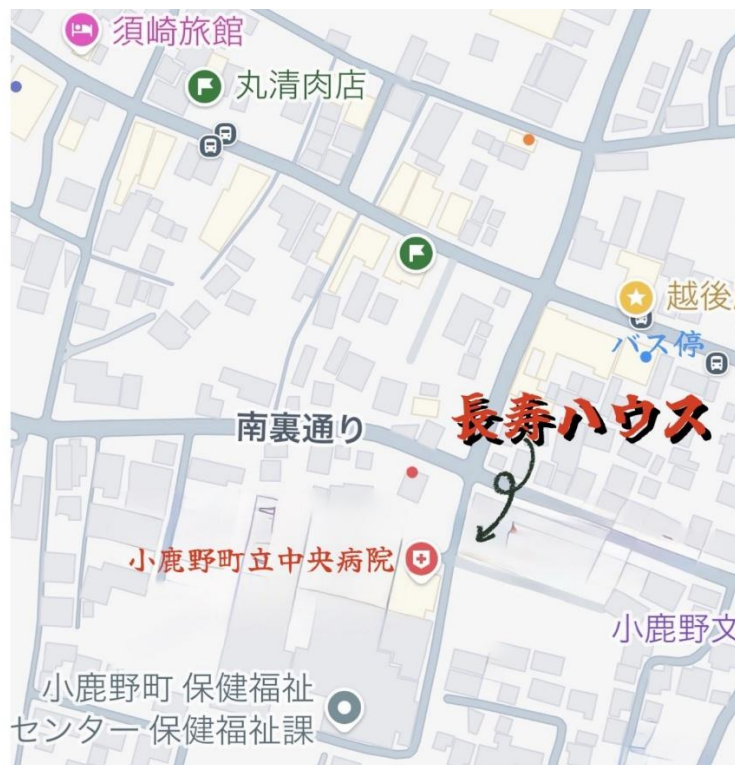 須崎旅館
丸清肉店
越後
バス停
長寿ハウス
南裏通り
小鹿野町立中央病院
小鹿野文
小鹿野町 保健福祉
センター 保健福祉課